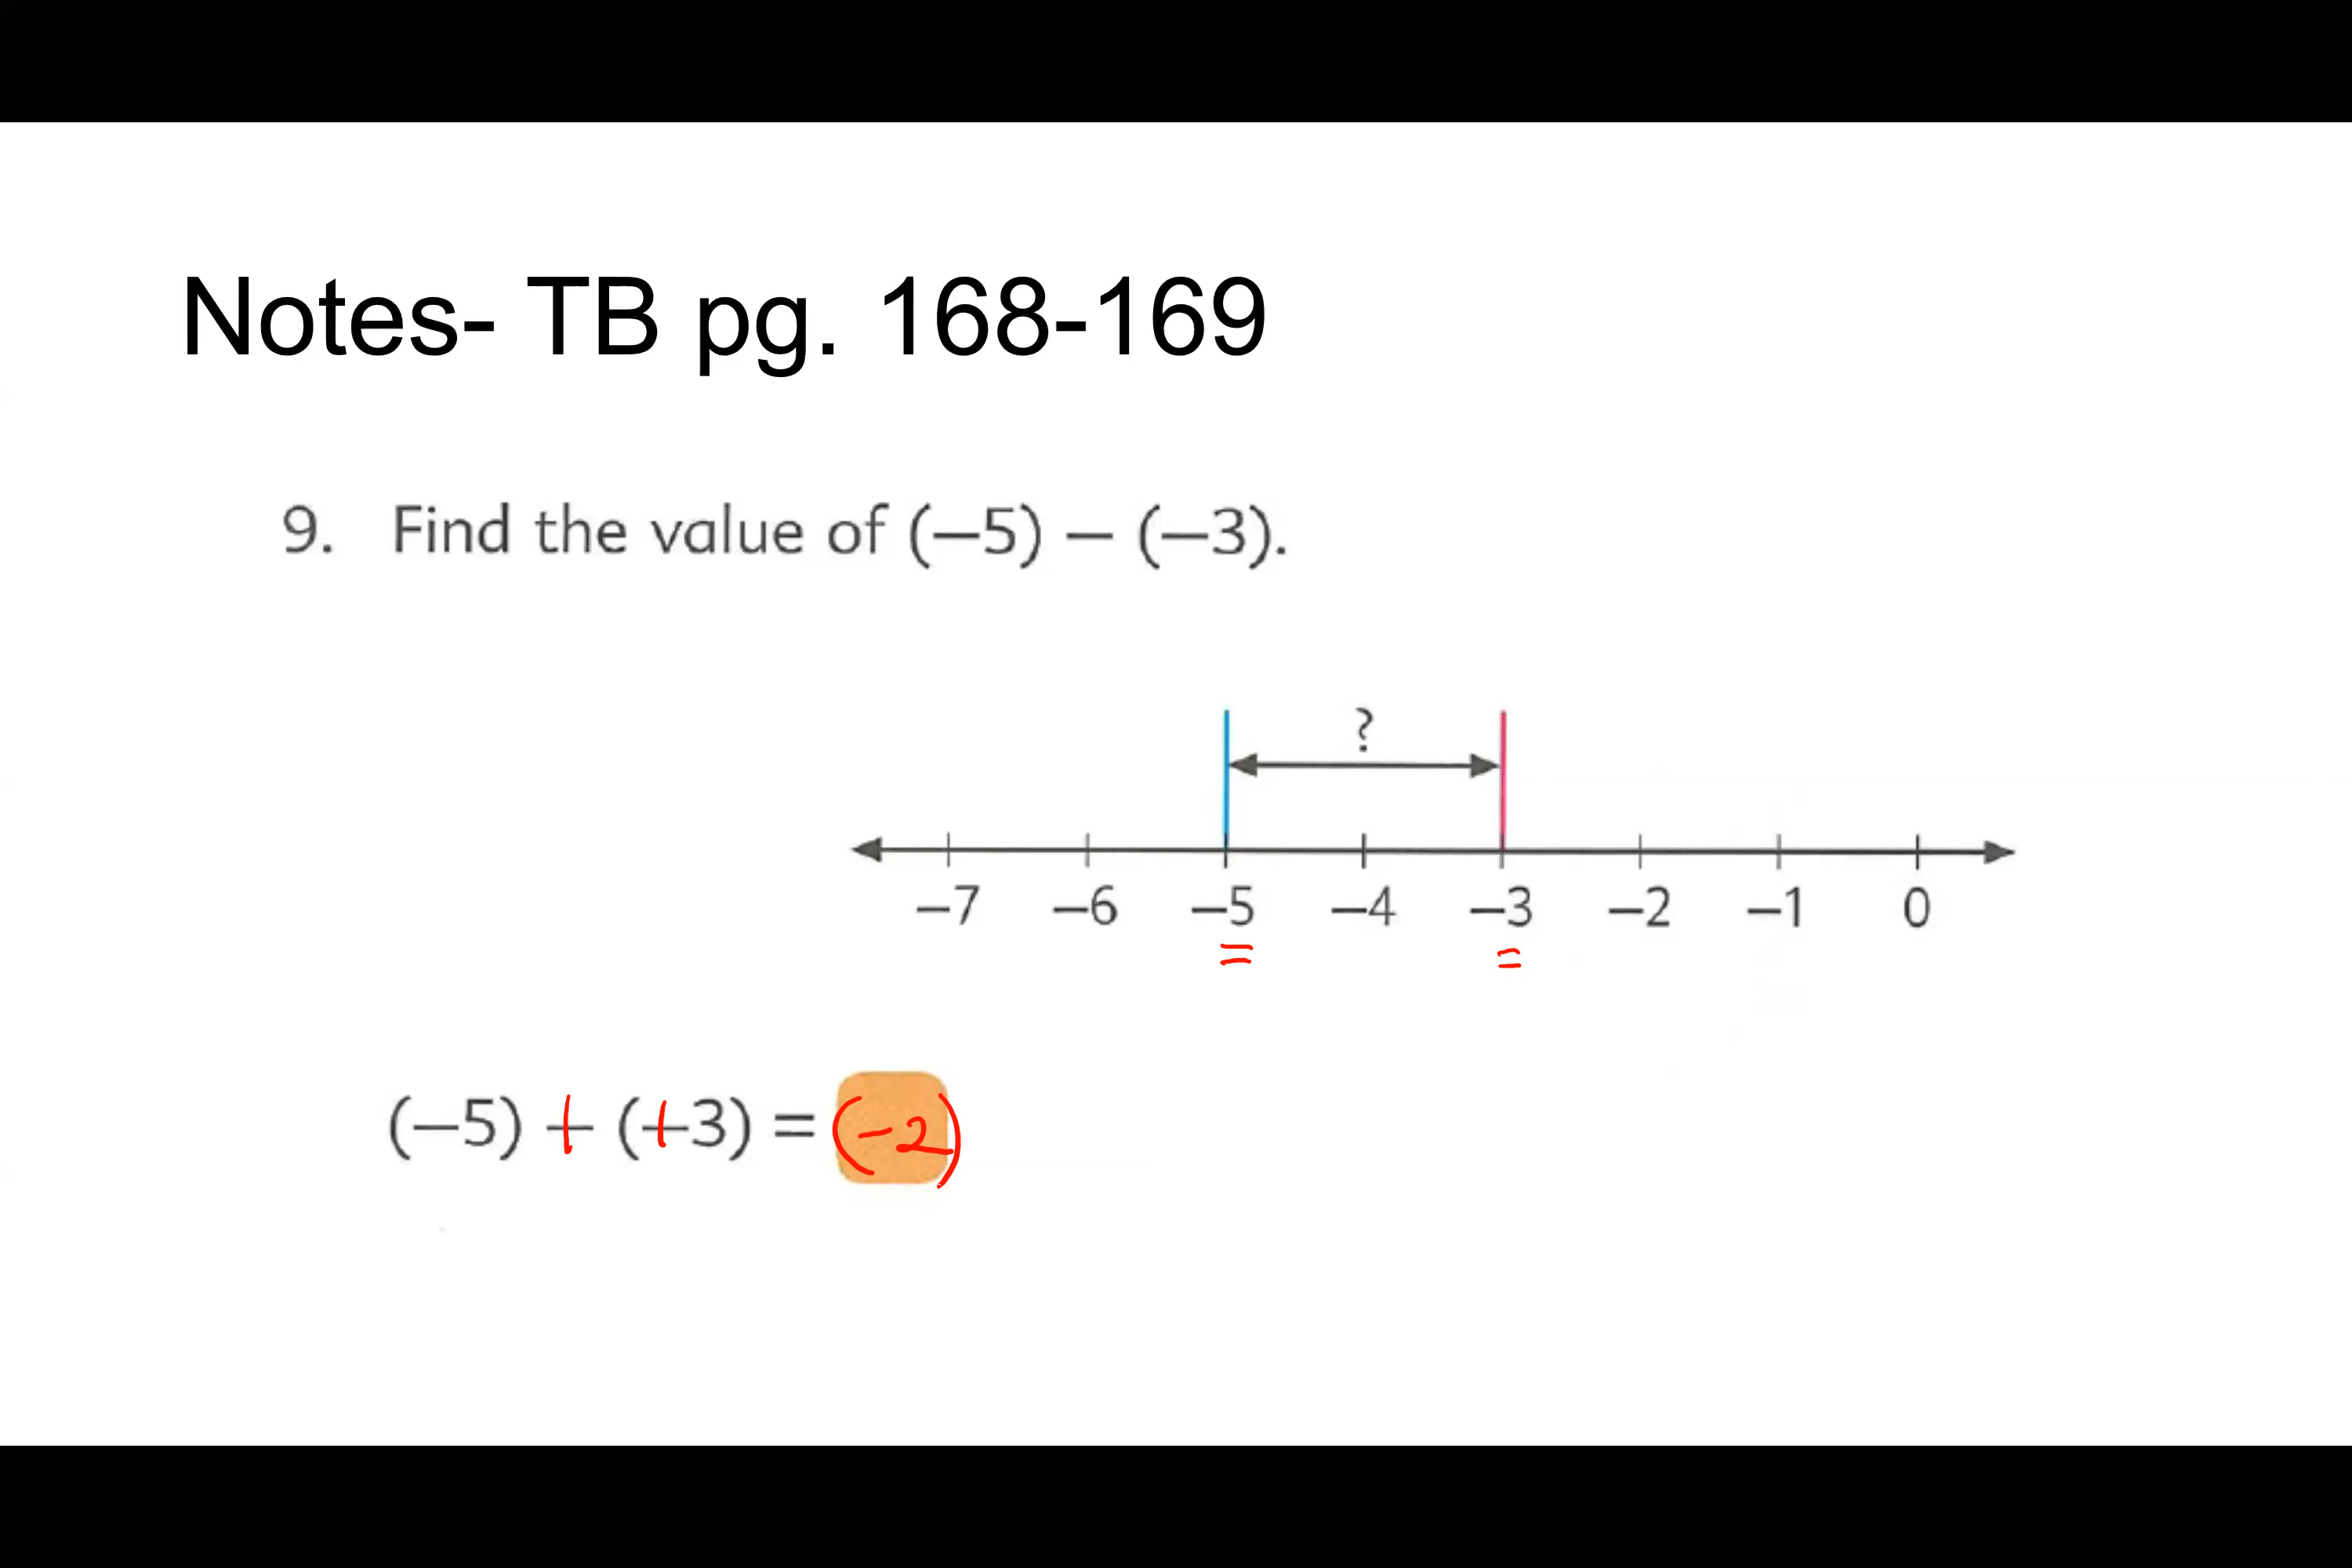 Notes- TB pg. 168-169
9. Find the value of (−5) − (−3).
?
−7 −6 −5 −4 −3 −2 −1 0
= =
(−5) + (+3) = (−2)